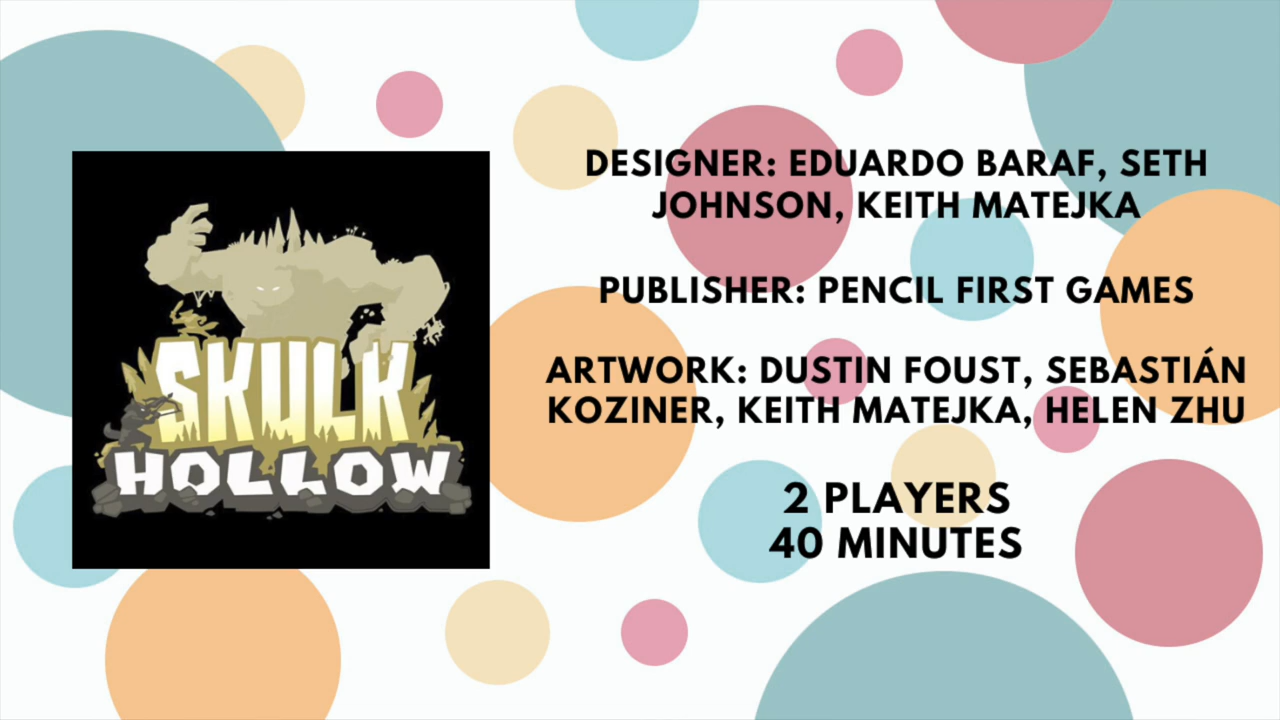 SKULK
HOLLOW
DESIGNER: EDUARDO BARAF, SETH
JOHNSON, KEITH MATEJKA
PUBLISHER: PENCIL FIRST GAMES
ARTWORK: DUSTIN FOUST, SEBASTIÁN
KOZINER, KEITH MATEJKA, HELEN ZHU
2 PLAYERS
40 MINUTES